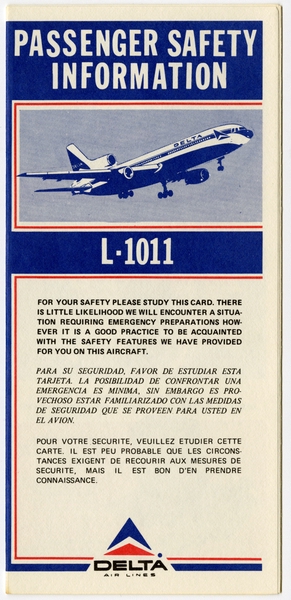 PASSENGER SAFETY
INFORMATION
DELTA
L-1011
FOR YOUR SAFETY PLEASE STUDY THIS CARD. THERE
IS LITTLE LIKELIHOOD WE WILL ENCOUNTER A SITUA-
TION REQUIRING EMERGENCY PREPARATIONS HOW-
EVER IT IS A GOOD PRACTICE TO BE ACQUAINTED
WITH THE SAFETY FEATURES WE HAVE PROVIDED
FOR YOU ON THIS AIRCRAFT.
PARA SU SEGURIDAD, FAVOR DE ESTUDIAR ESTA
TARJETA. LA POSIBILIDAD DE CONFRONTAR UNA
EMERGENCIA ES MINIMA, SIN EMBARGO ES PRO-
VECHOSO ESTAR FAMILIARIZADO CON LAS MEDIDAS
DE SEGURIDAD QUE SE PROVEEN PARA USTED EN
EL AVION.
POUR VOTRE SECURITE, VEUILLEZ ETUDIER CETTE
CARTE. IL EST PEU PROBABLE QUE LES CIRCONS-
TANCES EXIGENT DE RECOURIR AUX MESURES DE
SECURITE, MAIS IL EST BON D'EN PRENDRE
CONNAISSANCE.
DELTA
AIR LINES